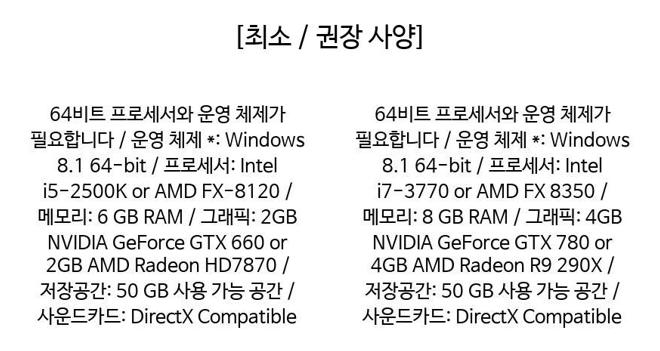 [최소 / 권장 사양]
64비트 프로세서와 운영 체제가
필요합니다 / 운영 체제 *: Windows
8.1 64-bit / 프로세서: Intel
i5-2500K or AMD FX-8120 /
메모리: 6 GB RAM / 그래픽: 2GB
NVIDIA GeForce GTX 660 or
2GB AMD Radeon HD7870 /
저장공간: 50 GB 사용 가능 공간 /
사운드카드: DirectX Compatible
64비트 프로세서와 운영 체제가
필요합니다 / 운영 체제 *: Windows
8.1 64-bit / 프로세서: Intel
i7-3770 or AMD FX 8350 /
메모리: 8 GB RAM / 그래픽: 4GB
NVIDIA GeForce GTX 780 or
4GB AMD Radeon R9 290X /
저장공간: 50 GB 사용 가능 공간 /
사운드카드: DirectX Compatible